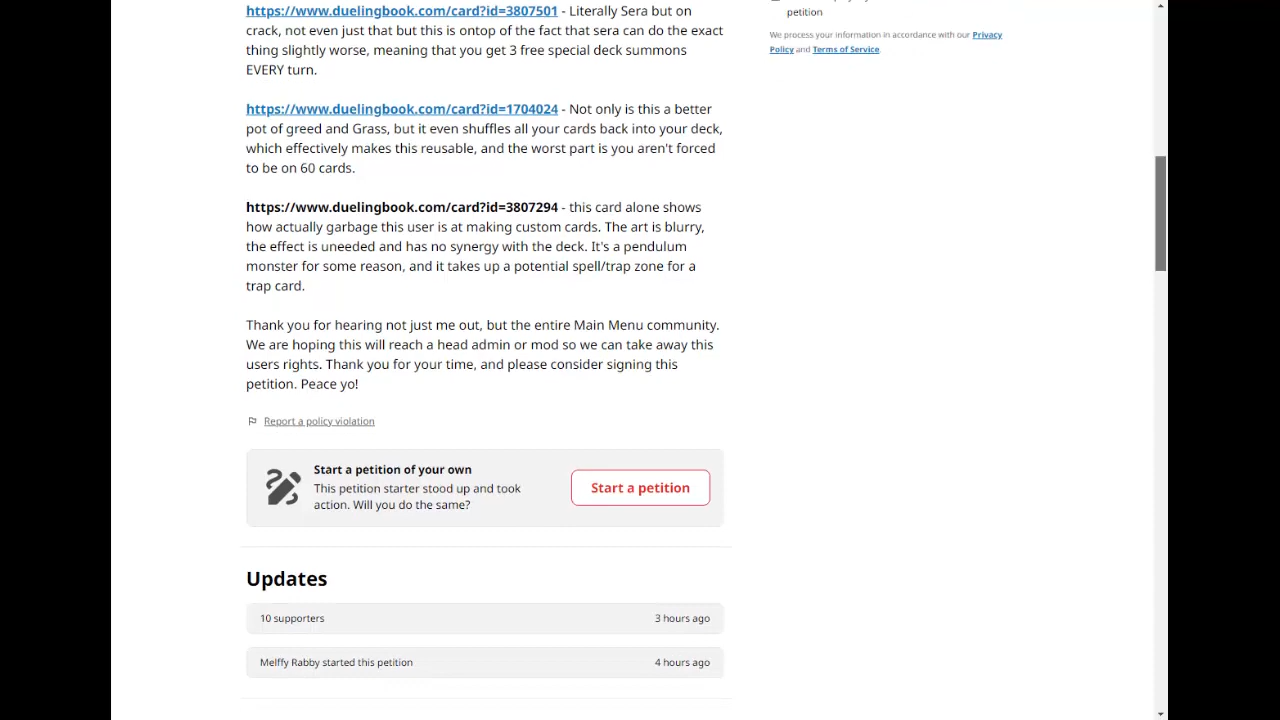 https://www.duelingbook.com/card?id=3807501 - Literally Sera but on
crack, not even just that but this is ontop of the fact that sera can do the exact
thing slightly worse, meaning that you get 3 free special deck summons
EVERY turn.
https://www.duelingbook.com/card?id=1704024 - Not only is this a better
pot of greed and Grass, but it even shuffles all your cards back into your deck,
which effectively makes this reusable, and the worst part is you aren't forced
to be on 60 cards.
https://www.duelingbook.com/card?id=3807294 - this card alone shows
how actually garbage this user is at making custom cards. The art is blurry,
the effect is uneeded and has no synergy with the deck. It's a pendulum
monster for some reason, and it takes up a potential spell/trap zone for a
trap card.
Thank you for hearing not just me out, but the entire Main Menu community.
We are hoping this will reach a head admin or mod so we can take away this
users rights. Thank you for your time, and please consider signing this
petition. Peace yo!
Report a policy violation
Start a petition of your own
This petition starter stood up and took
action. Will you do the same?
Start a petition
Updates
10 supporters
3 hours ago
Melffy Rabby started this petition
4 hours ago
petition
We process your information in accordance with our Privacy
Policy and Terms of Service.